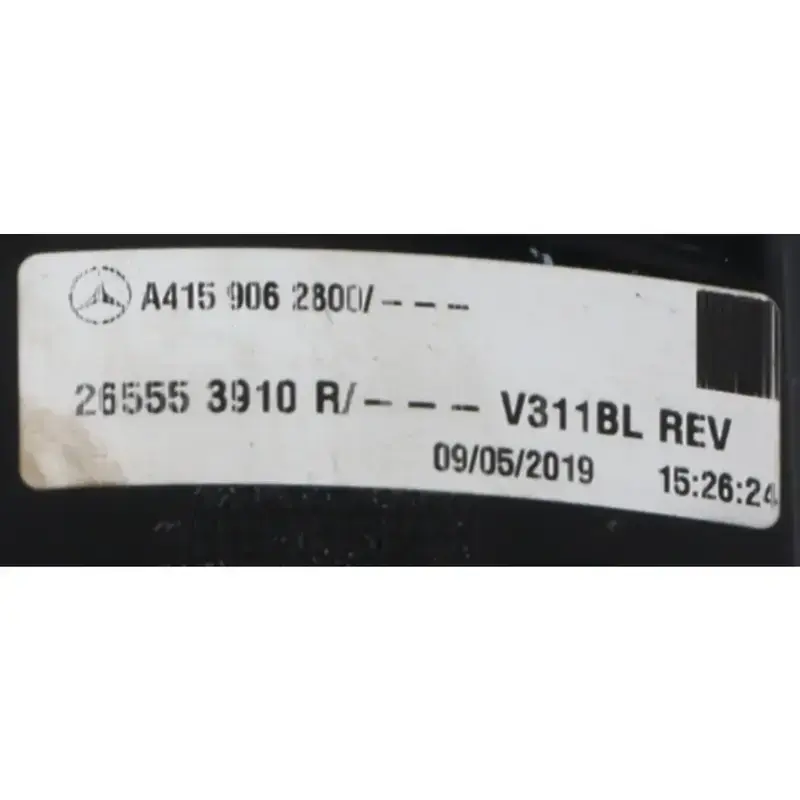 A415 906 2800/- - -
26555 3910 R/- - - V311BL REV
09/05/2019 15:26:24